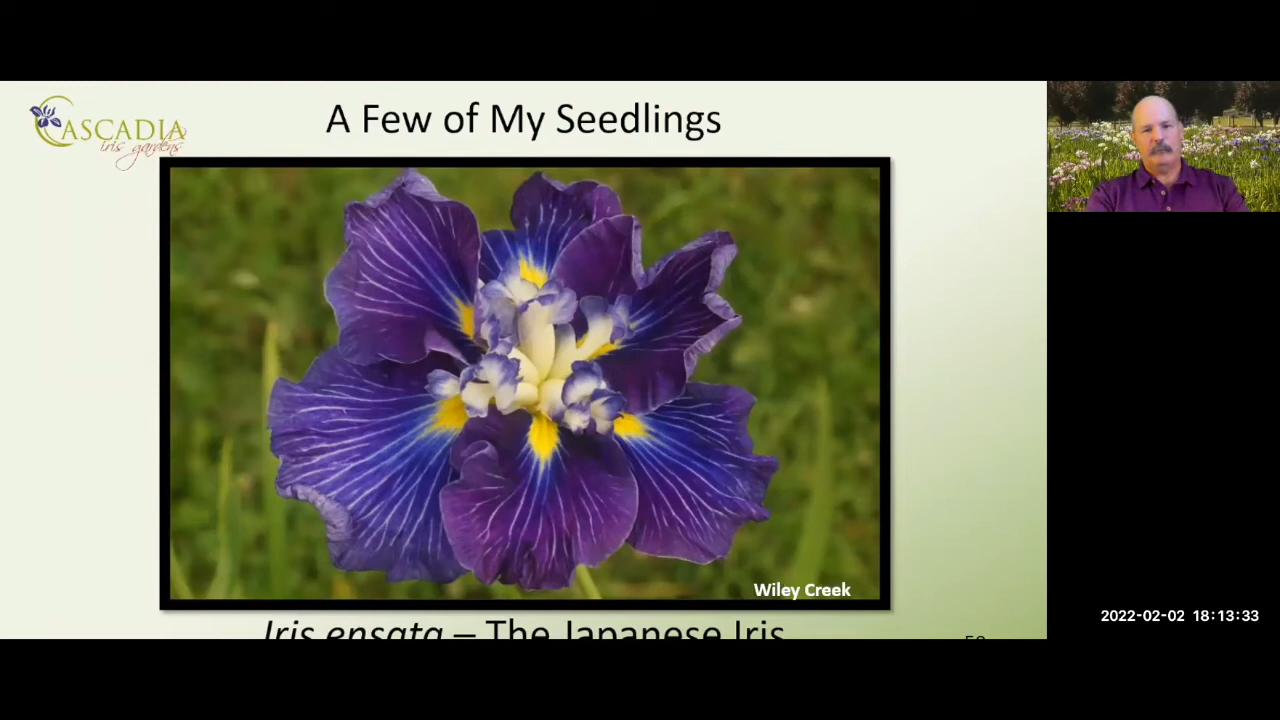 A Few of My Seedlings
CASCADIA
iris gardens
Wiley Creek
Iris ensata – The Japanese Iris
2022-02-02 18:13:33